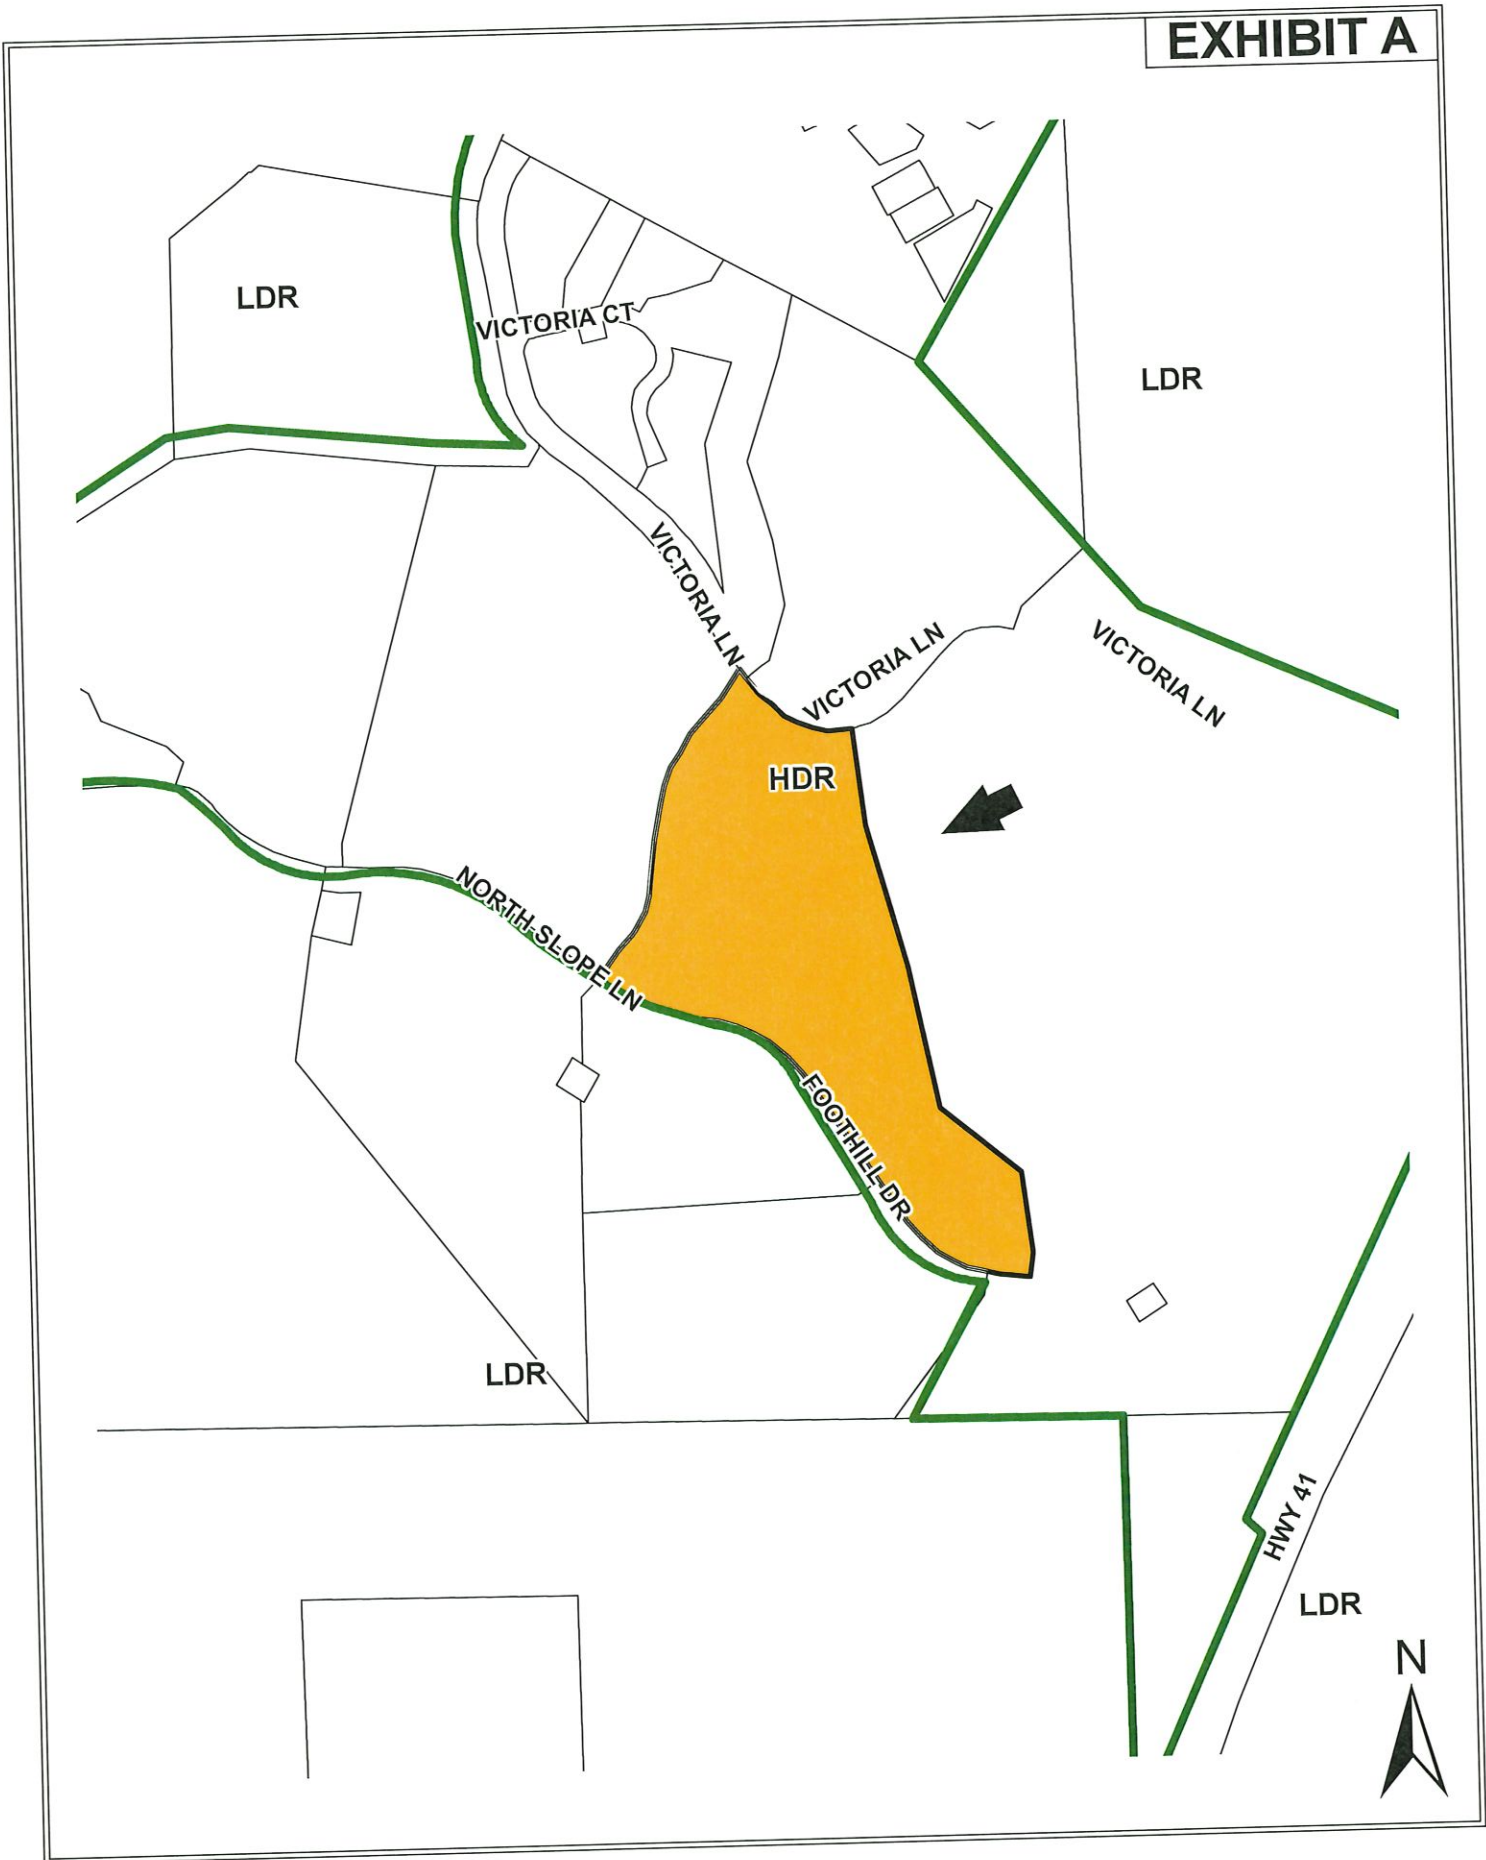 EXHIBIT A
LDR
VICTORIA CT
LDR
VICTORIA LN
VICTORIA LN
VICTORIA LN
HDR
NORTH SLOPE LN
FOOTHILL DR
LDR
HWY 41
LDR
N